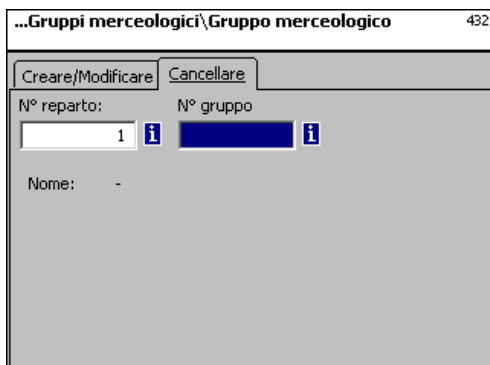 ...Gruppi merceologici\Gruppo merceologico 432
Creare/Modificare Cancellare
N° reparto: N° gruppo
1 i i
Nome: -